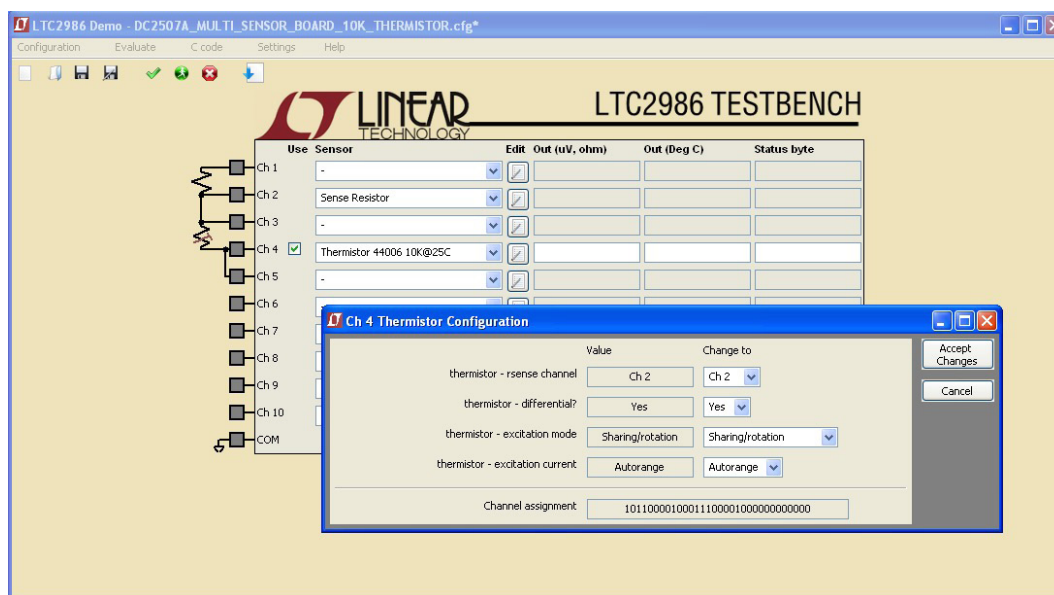 LTC2986 Demo - DC2507A_MULTI_SENSOR_BOARD_10K_THERMISTOR.cfg*
Configuration Evaluate C code Settings Help
LINEAR TECHNOLOGY
LTC2986 TESTBENCH
Use Sensor Edit Out (uV, ohm) Out (Deg C) Status byte
Ch 1 -
Ch 2 Sense Resistor
Ch 3 -
Ch 4 Thermistor 44006 10K@25C
Ch 5 -
Ch 6
Ch 7
Ch 8
Ch 9
Ch 10
COM
Ch 4 Thermistor Configuration
Value Change to
thermistor - rsense channel Ch 2 Ch 2
thermistor - differential? Yes Yes
thermistor - excitation mode Sharing/rotation Sharing/rotation
thermistor - excitation current Autorange Autorange
Channel assignment 10110000100011100001000000000000
Accept Changes
Cancel